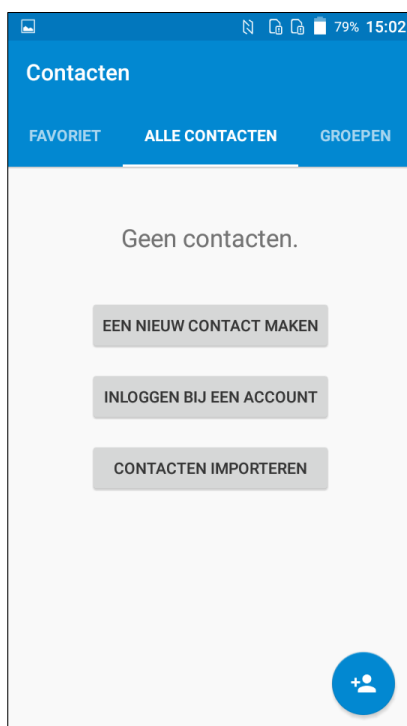 79% 15:02
Contacten
FAVORIET ALLE CONTACTEN GROEPEN
Geen contacten.
EEN NIEUW CONTACT MAKEN
INLOGGEN BIJ EEN ACCOUNT
CONTACTEN IMPORTEREN